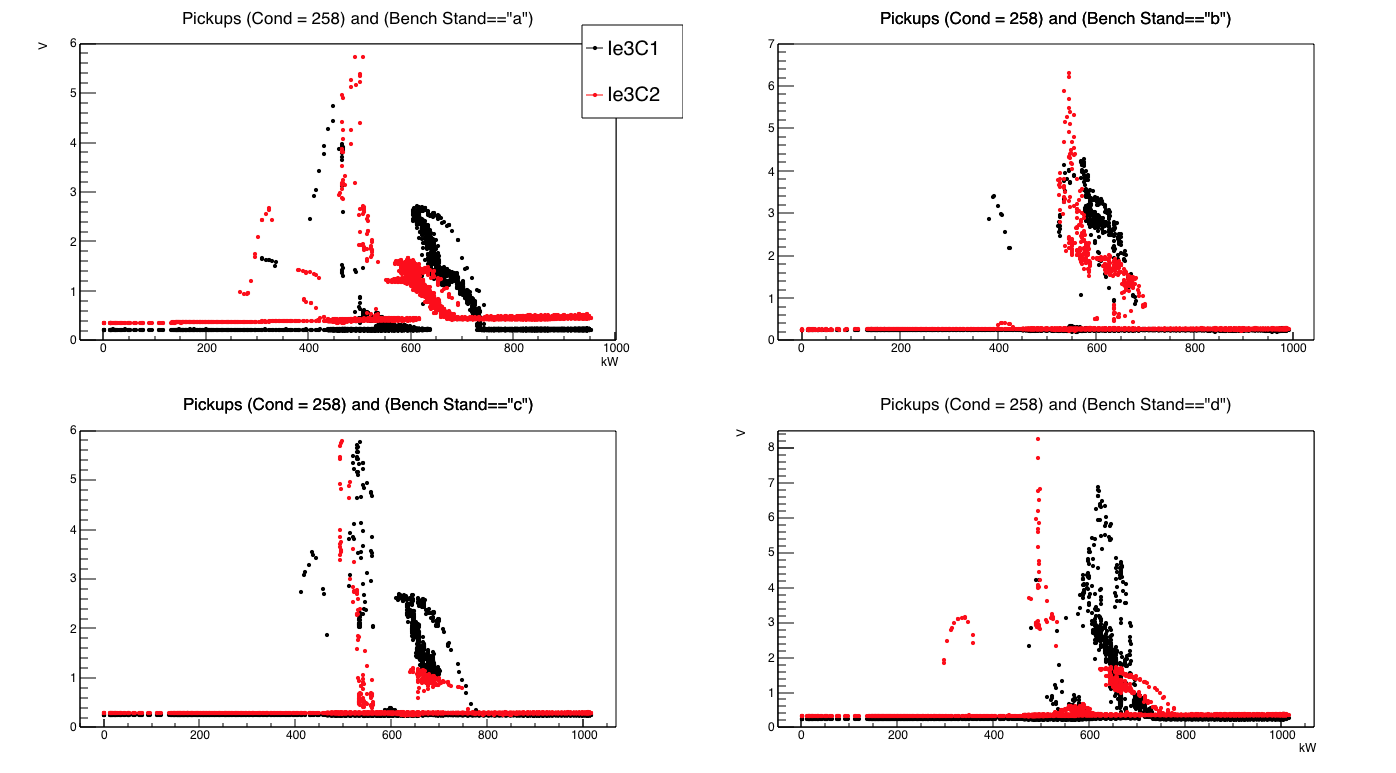 Pickups (Cond = 258) and (Bench Stand=="a")
V
6
5
4
3
2
1
0
0 200 400 600 800 1000
kW
Ie3C1
Ie3C2
Pickups (Cond = 258) and (Bench Stand=="b")
7
6
5
4
3
2
1
0
0 200 400 600 800 1000
Pickups (Cond = 258) and (Bench Stand=="c")
6
5
4
3
2
1
0
0 200 400 600 800 1000
Pickups (Cond = 258) and (Bench Stand=="d")
V
8
7
6
5
4
3
2
1
0
0 200 400 600 800 1000
kW